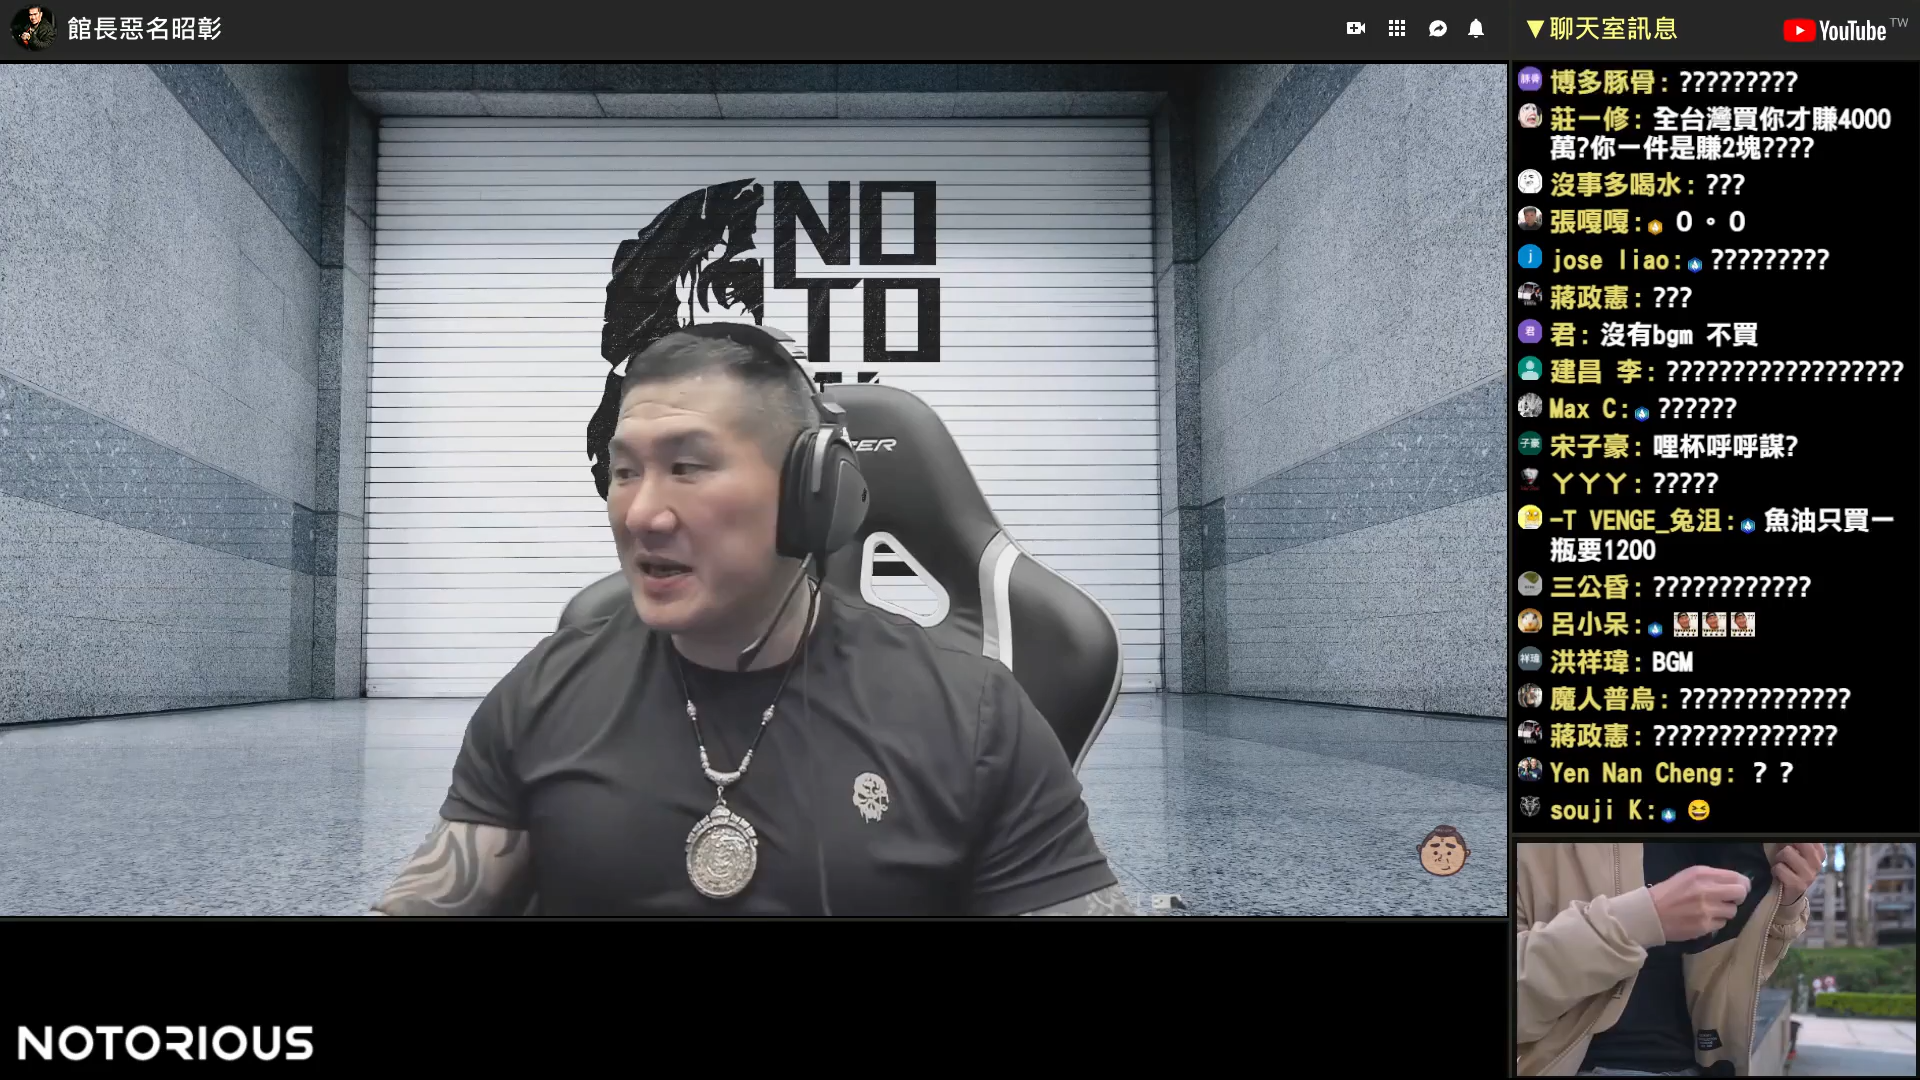 館長惡名昭彰
▼聊天室訊息
YouTube TW
NO
TO
ER
博多豚骨: ?????????
莊一修: 全台灣買你才賺4000
萬?你一件是賺2塊????
沒事多喝水: ???
張嘎嘎: O。O
jose liao: ?????????
蔣政憲: ???
君: 沒有bgm 不買
建昌 李: ??????????????????
Max C: ??????
宋子豪: 哩杯呼呼謀?
丫丫丫: ?????
-T VENGE_兔沮: 魚油只買一
瓶要1200
三公昏: ????????????
呂小呆:
洪祥瑋: BGM
魔人普烏: ?????????????
蔣政憲: ??????????????
Yen Nan Cheng: ? ?
souji K: 😆
NOTORIOUS